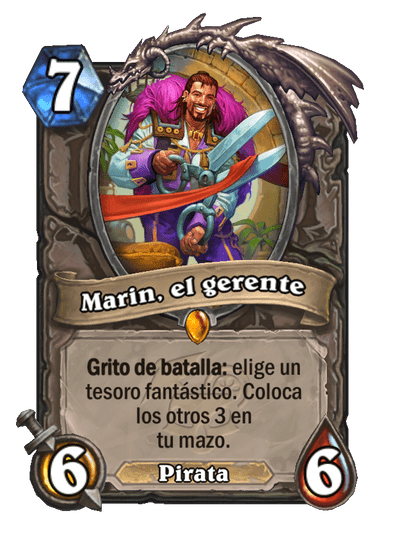 7
Marin, el gerente
Grito de batalla: elige un
tesoro fantástico. Coloca
los otros 3 en
tu mazo.
6
Pirata
6